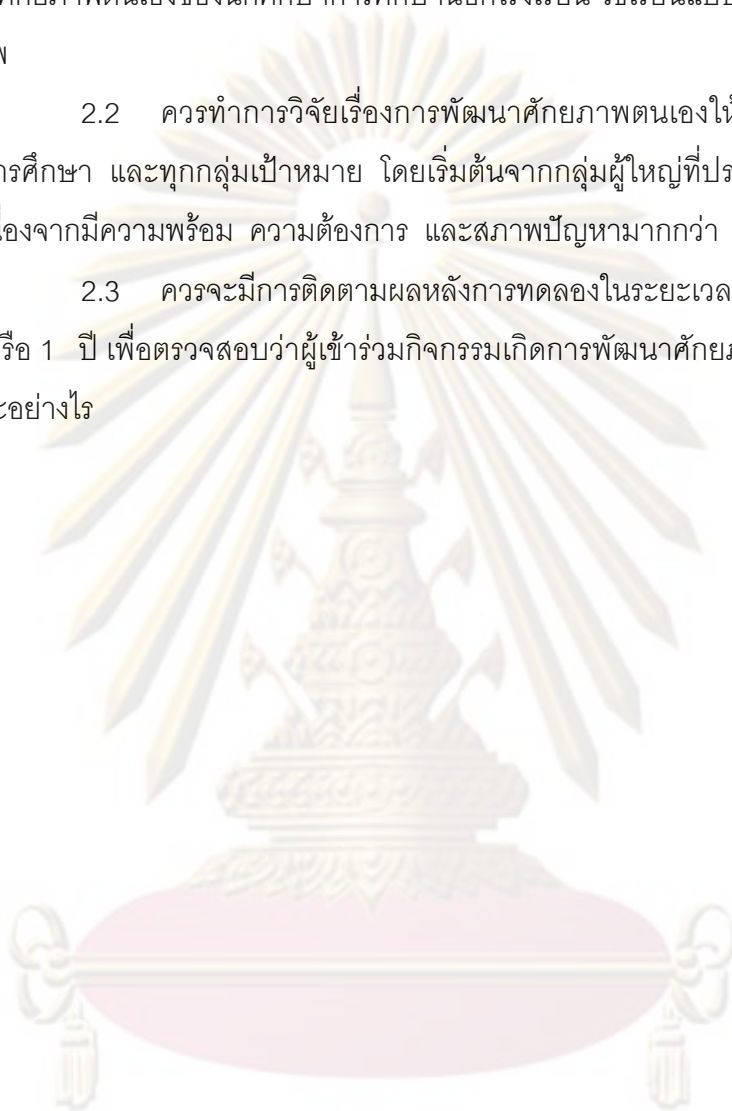 2.2 ควรทำการวิจัยเรื่องการพัฒนาศักยภาพตนเองให้
การศึกษา และทุกกลุ่มเป้าหมาย โดยเริ่มต้นจากกลุ่มผู้ใหญ่ที่ปร
นื่องจากมีความพร้อม ความต้องการ และสภาพปัญหามากกว่า
2.3 ควรจะมีการติดตามผลหลังการทดลองในระยะเวล
รือ 1 ปี เพื่อตรวจสอบว่าผู้เข้าร่วมกิจกรรมเกิดการพัฒนาศักยภ
ะอย่างไร